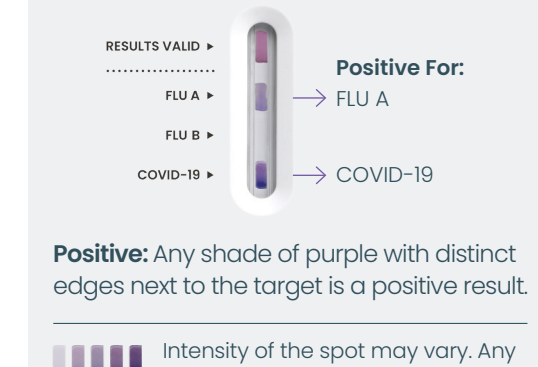 RESULTS VALID ▸
FLU A ▸
FLU B ▸
COVID-19 ▸
Positive For:
FLU A
COVID-19
Positive: Any shade of purple with distinct
edges next to the target is a positive result.
Intensity of the spot may vary. Any